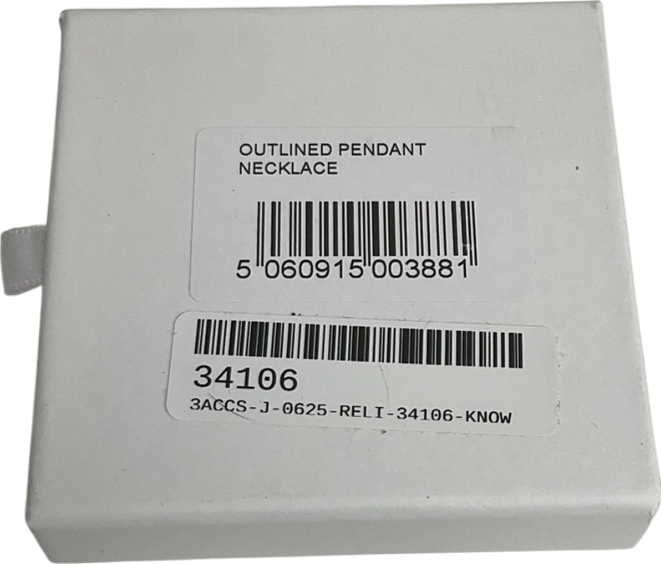 OUTLINED PENDANT
NECKLACE
5 060915 003881
34106
3ACCS-J-0625-RELI-34106-KNOW